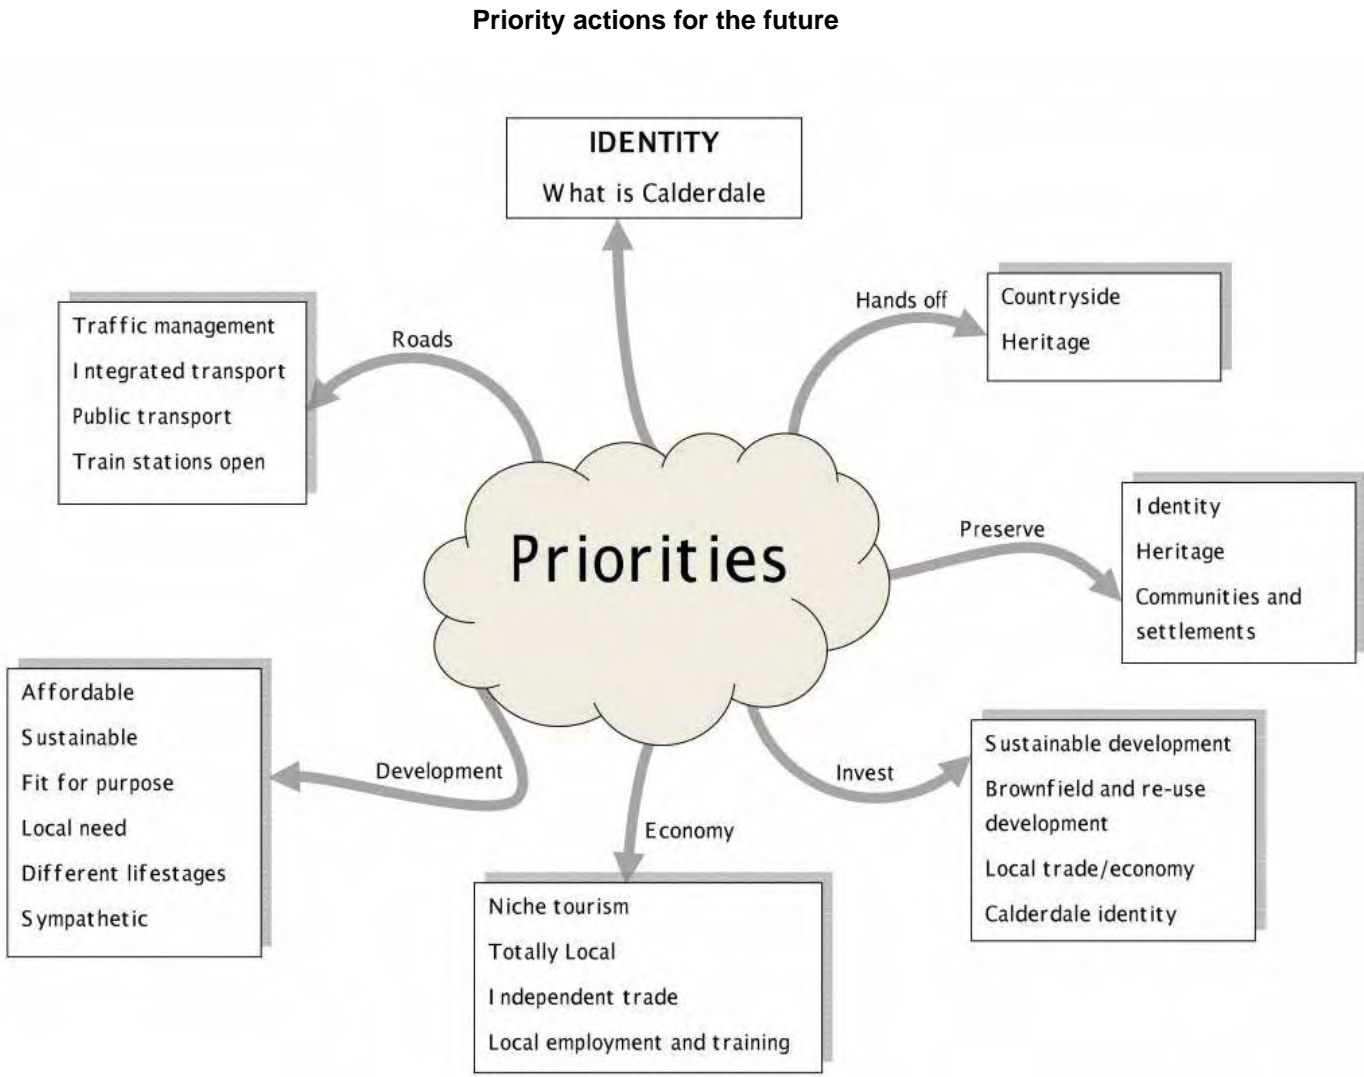 Priority actions for the future
IDENTITY
What is Calderdale
Hands off
Countryside
Heritage
Roads
Traffic management
Integrated transport
Public transport
Train stations open
Priorities
Preserve
Identity
Heritage
Communities and
settlements
Development
Affordable
Sustainable
Fit for purpose
Local need
Different lifestages
Sympathetic
Economy
Niche tourism
Totally Local
Independent trade
Local employment and training
Invest
Sustainable development
Brownfield and re-use
development
Local trade/economy
Calderdale identity